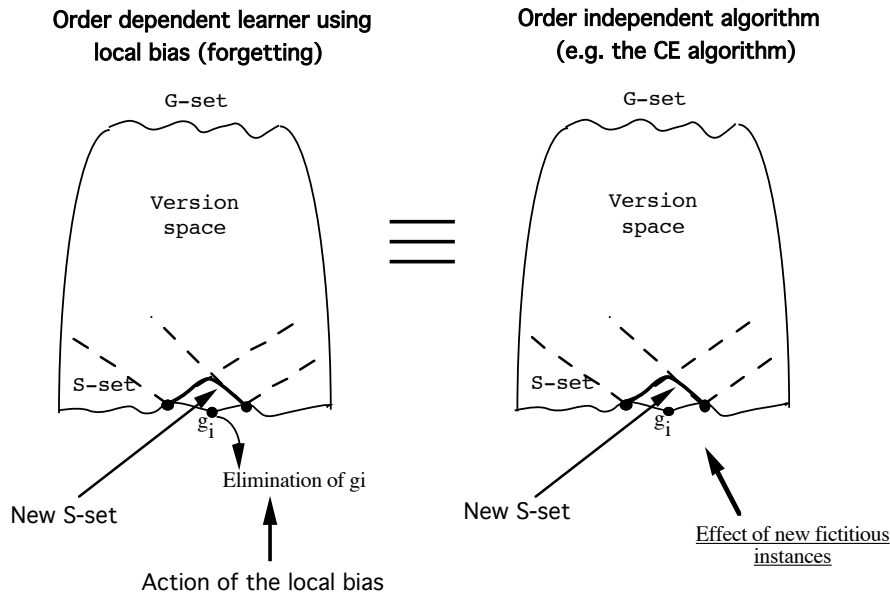 Order dependent learner using
local bias (forgetting)
Order independent algorithm
(e.g. the CE algorithm)
G-set
G-set
Version
space
Version
space
S-set
S-set
gi
gi
Elimination of gi
New S-set
New S-set
Effect of new fictitious
instances
Action of the local bias